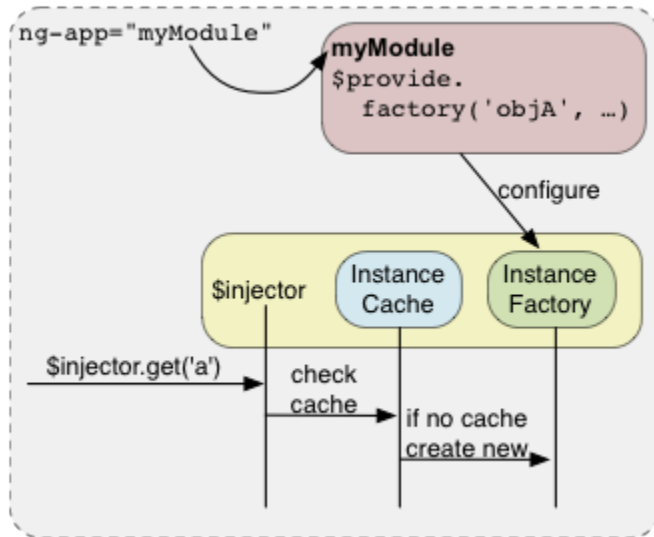 ng-app="myModule"
myModule
$provide.
factory('objA', …)
configure
$injector
Instance
Cache
Instance
Factory
$injector.get('a')
check
cache
if no cache
create new